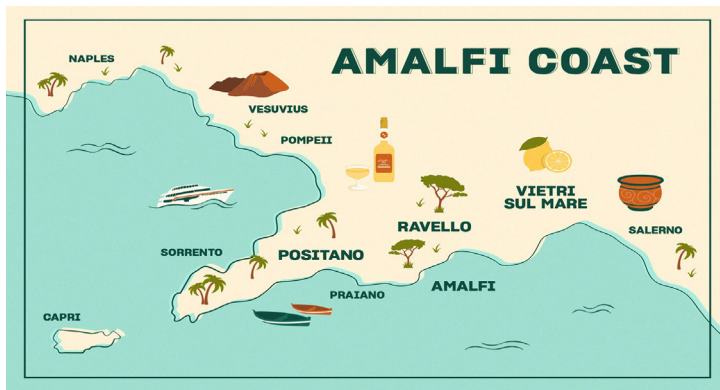 AMALFI COAST
NAPLES
VESUVIUS
POMPEII
VIETRI
SUL MARE
RAVELLO
SALERNO
SORRENTO
POSITANO
AMALFI
PRAIANO
CAPRI